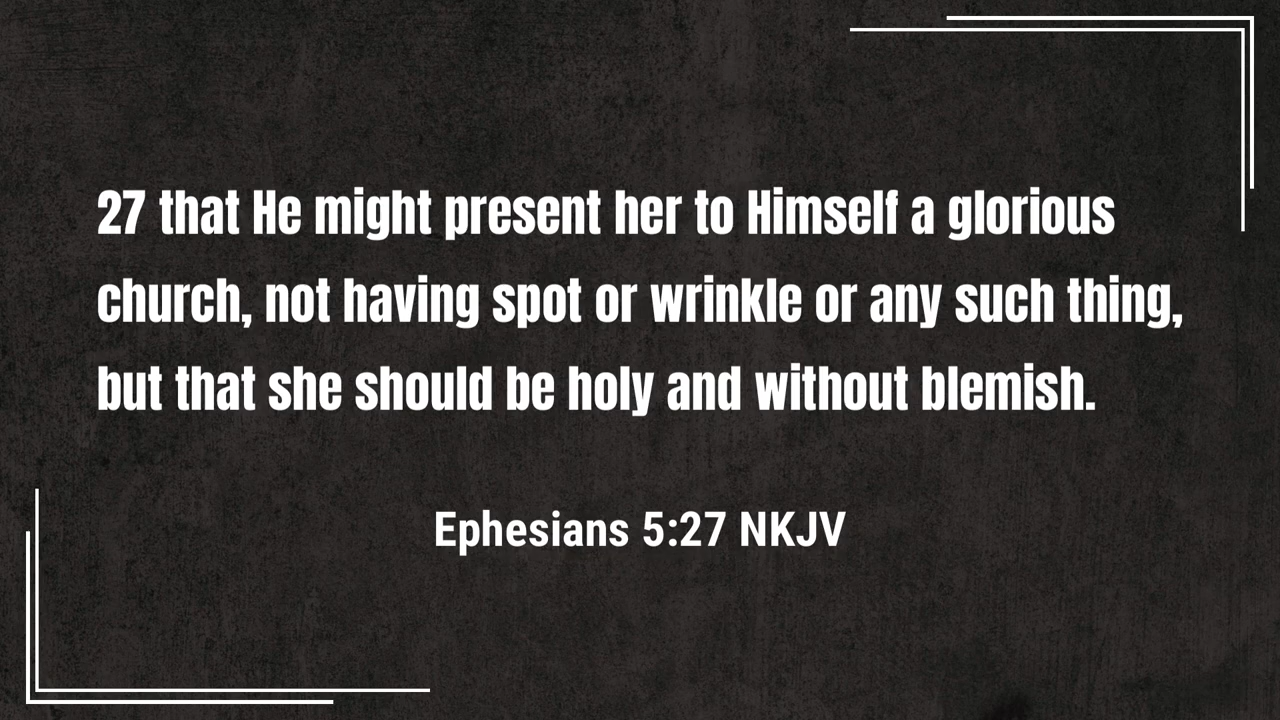 27 that He might present her to Himself a glorious
church, not having spot or wrinkle or any such thing,
but that she should be holy and without blemish.
Ephesians 5:27 NKJV